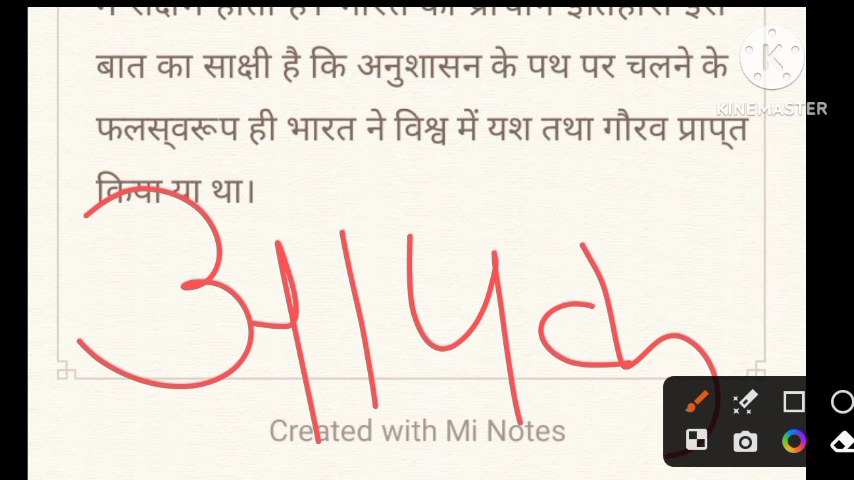 बात का साक्षी है कि अनुशासन के पथ पर चलने के
फलस्वरूप ही भारत ने विश्व में यश तथा गौरव प्राप्त
किया या था।
आपक
Created with Mi Notes
KINEMASTER